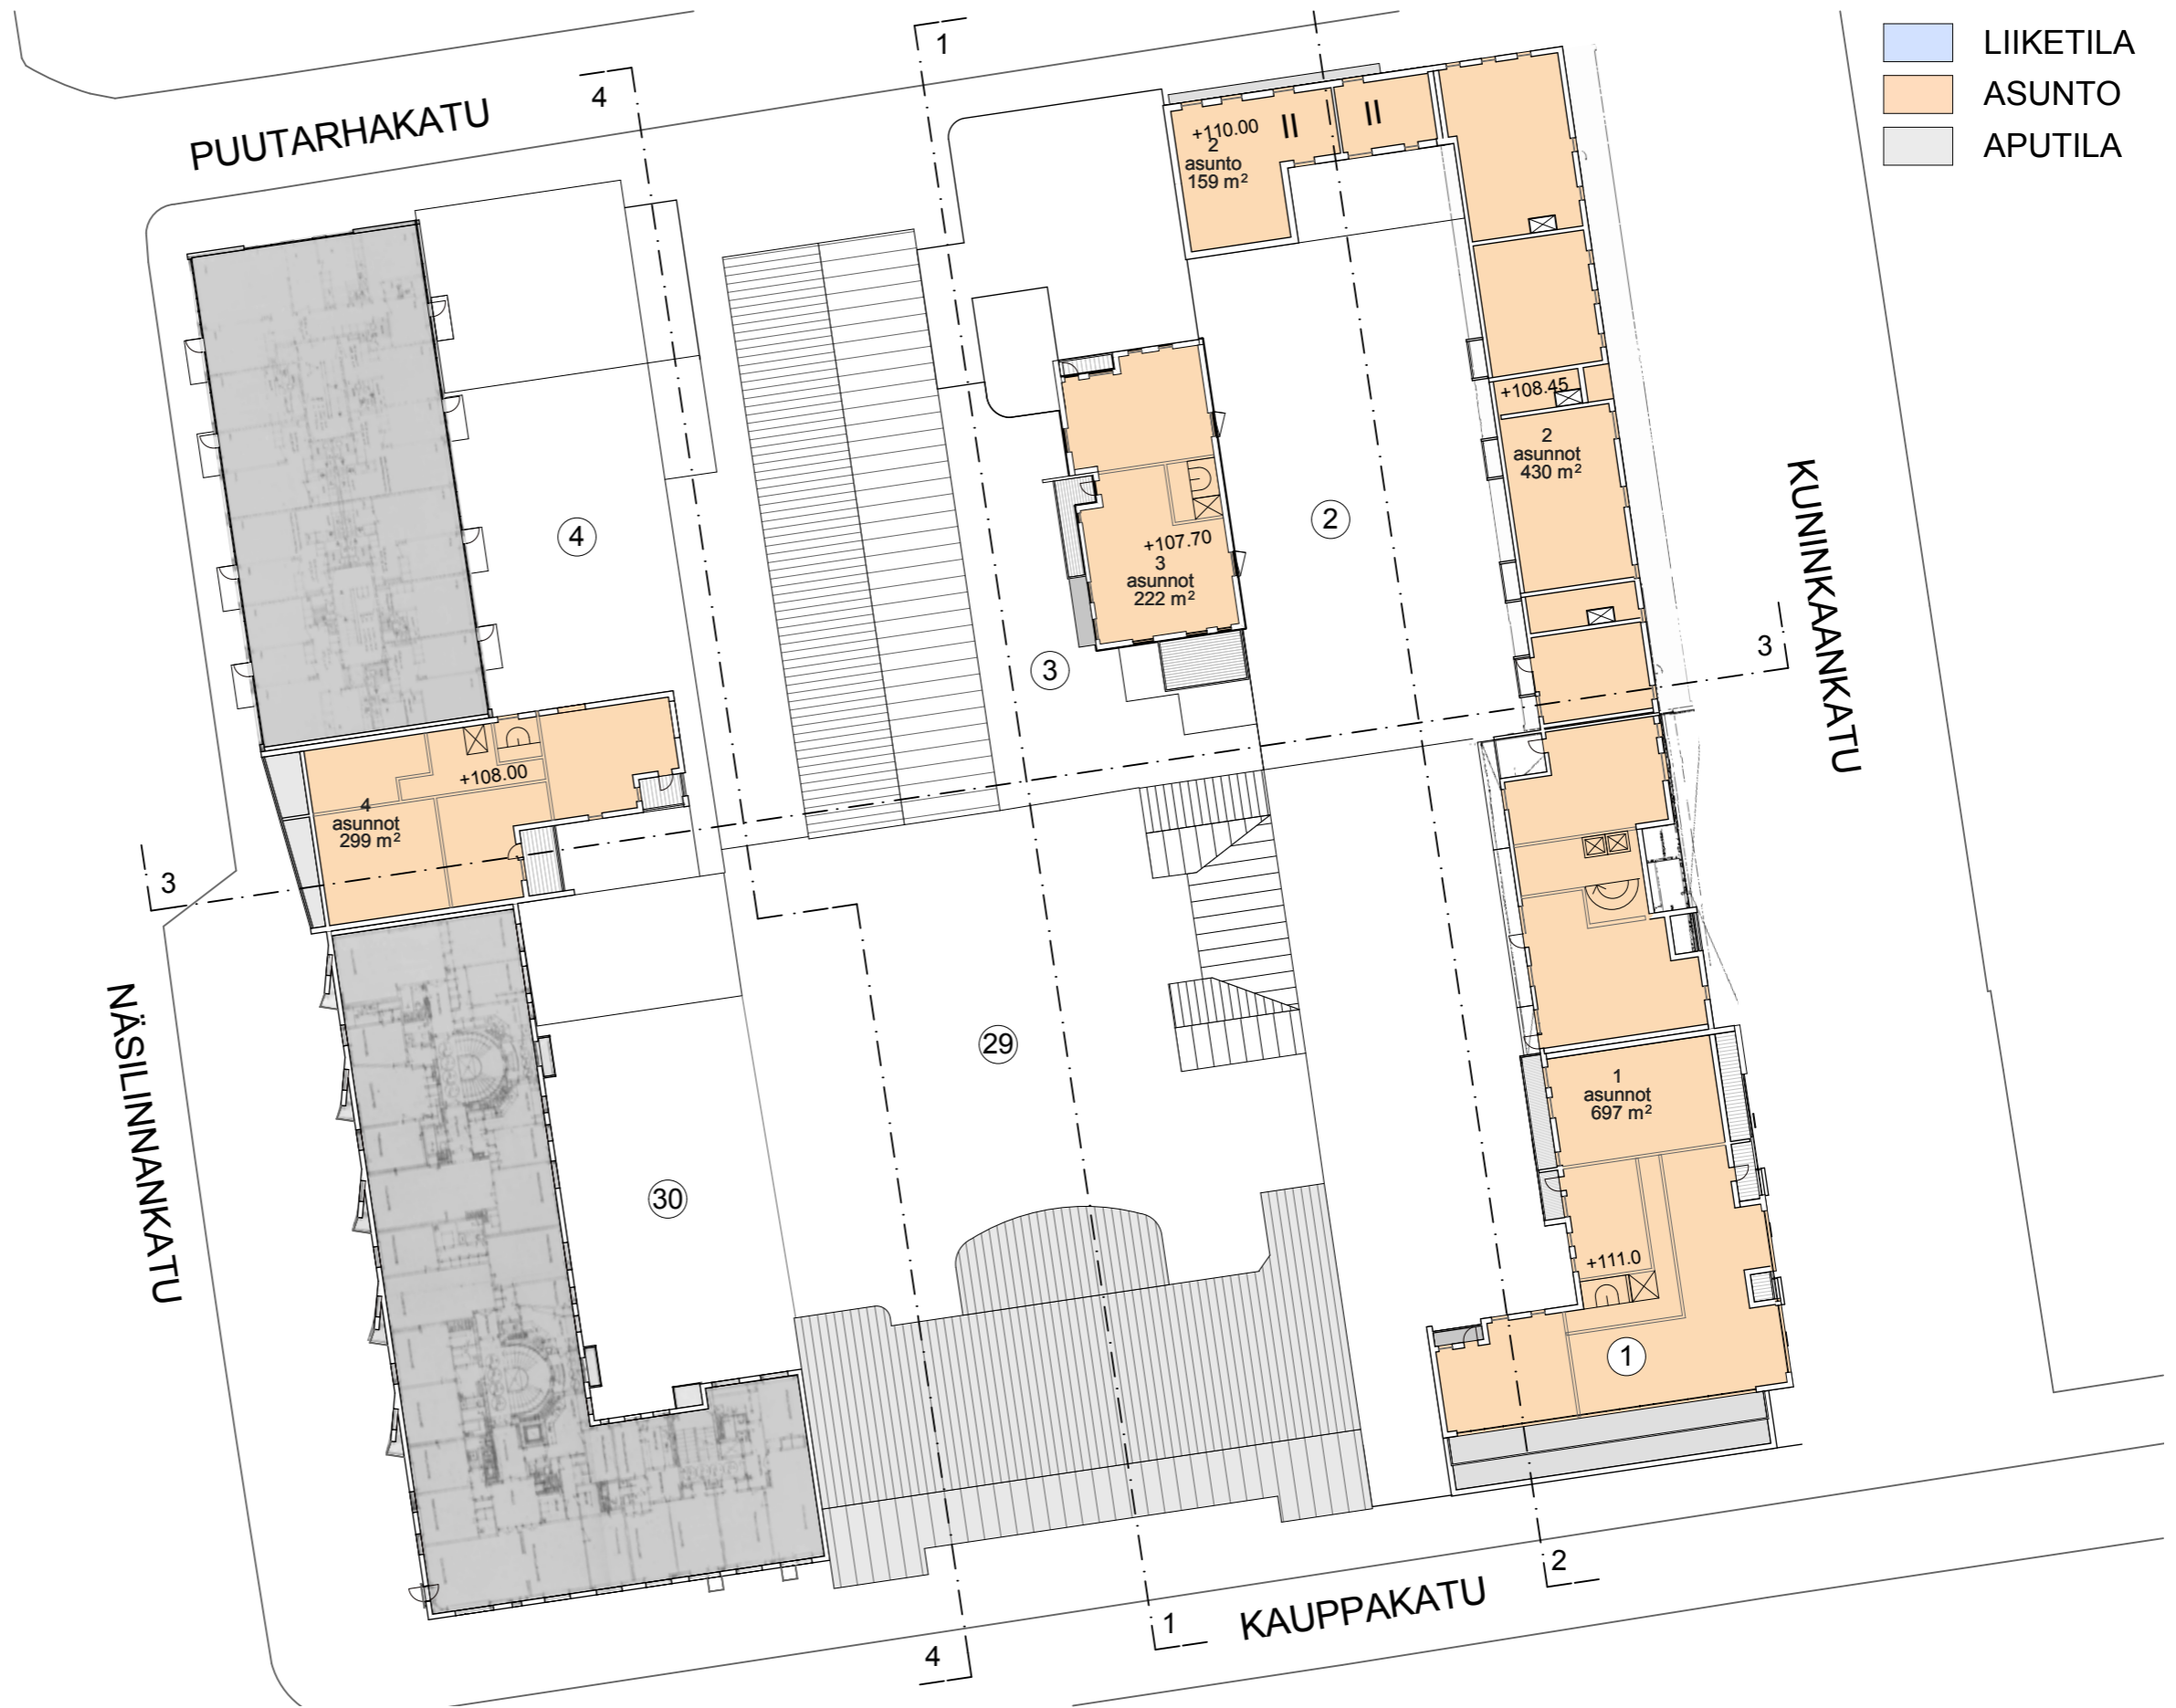 LIIKETILA
ASUNTO
APUTILA
PUUTARHAKATU
4
1
+110.00
2
asunto
159 m²
II
II
+108.45
2
asunnot
430 m²
KUNINKAANKATU
4
2
+107.70
3
asunnot
222 m²
3
3
+108.00
4
asunnot
299 m²
3
NÄSILINNANKATU
29
30
1
asunnot
697 m²
+111.0
1
2
1
4
KAUPPAKATU